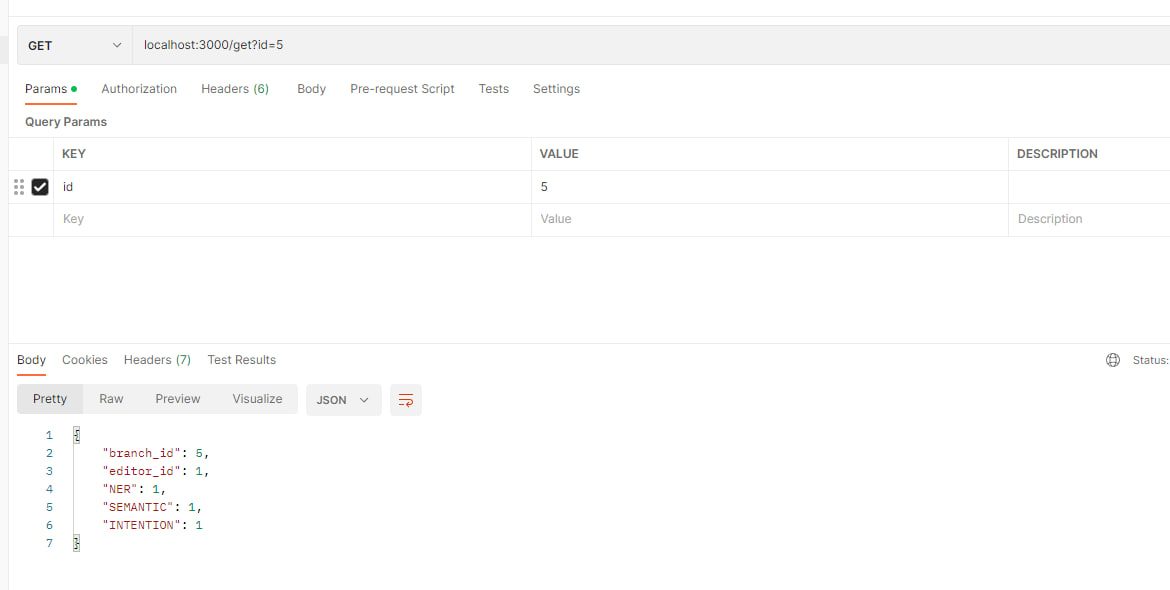 GET localhost:3000/get?id=5
Params Authorization Headers (6) Body Pre-request Script Tests Settings
Query Params
KEY VALUE DESCRIPTION
id 5
Key Value Description
Body Cookies Headers (7) Test Results Status:
Pretty Raw Preview Visualize JSON
1 {
2 "branch_id": 5,
3 "editor_id": 1,
4 "NER": 1,
5 "SEMANTIC": 1,
6 "INTENTION": 1
7 }